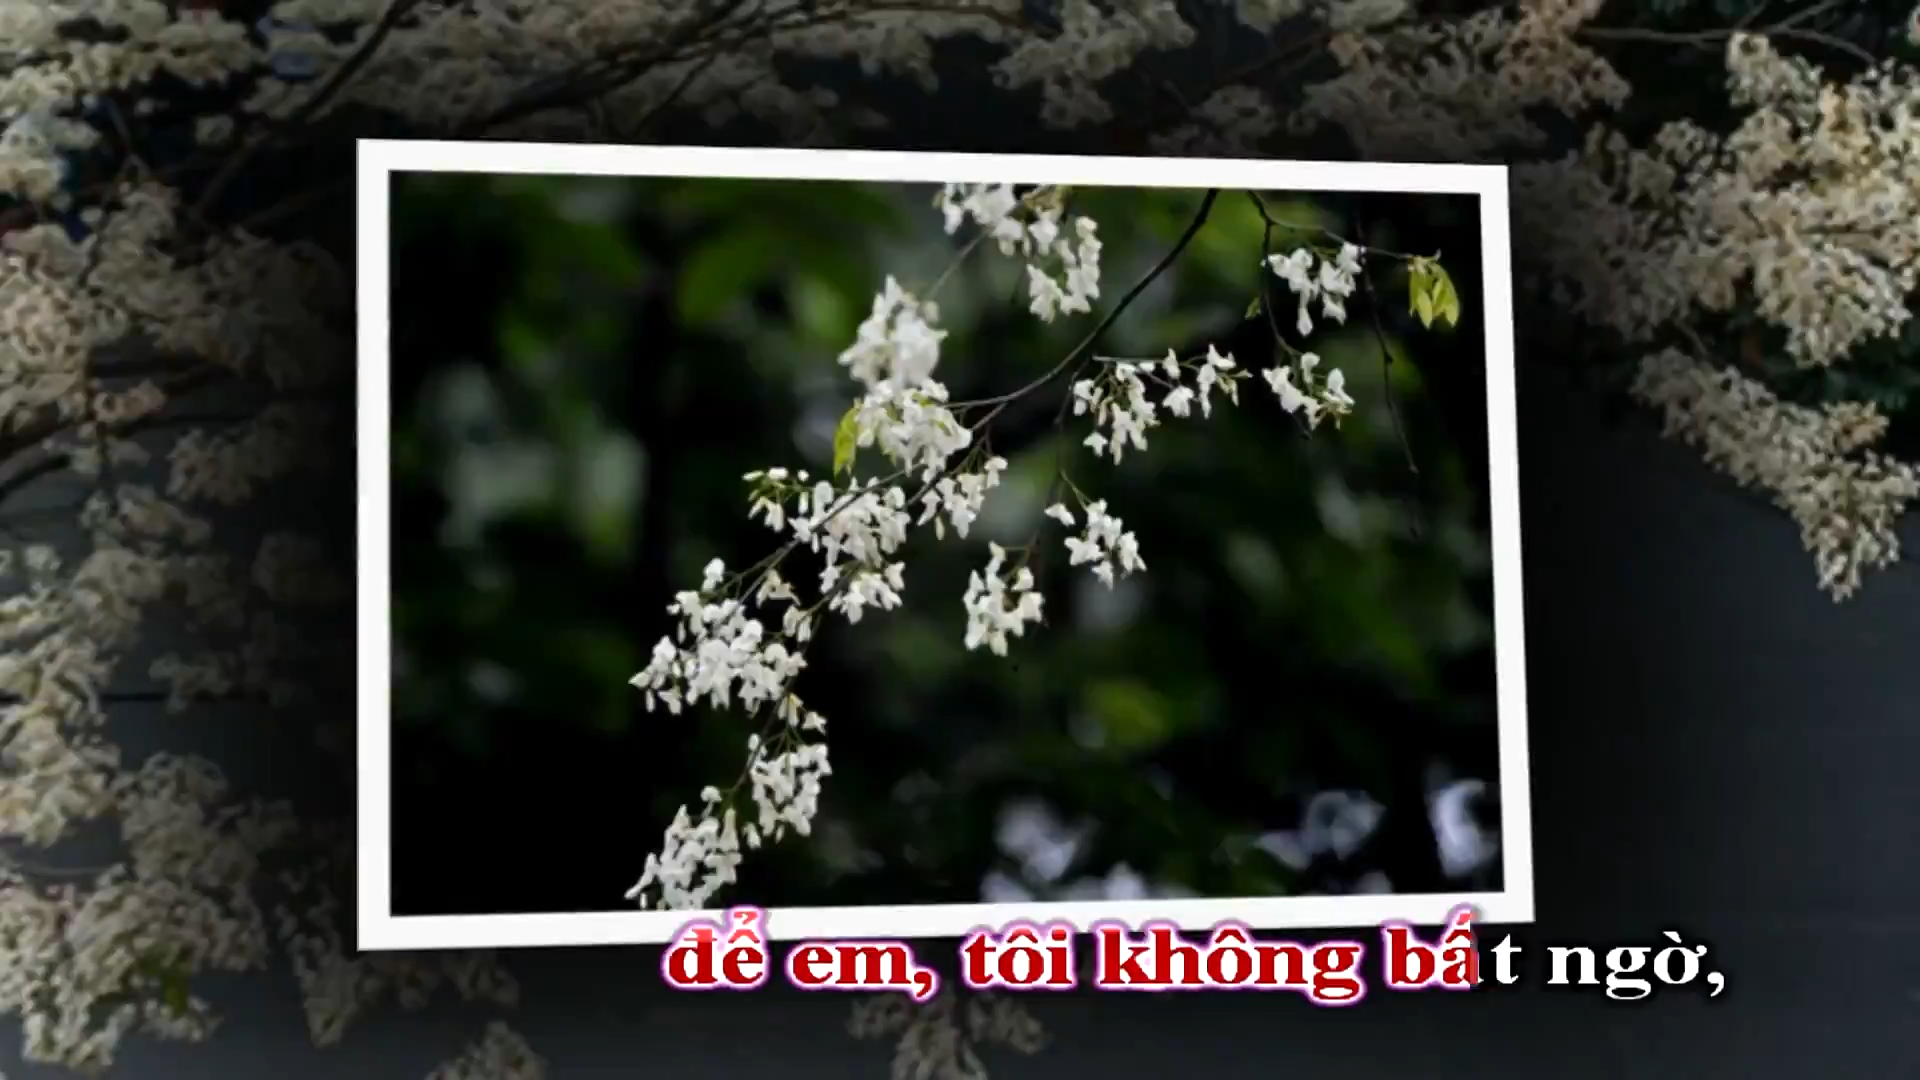 để em, tôi không bất ngờ,